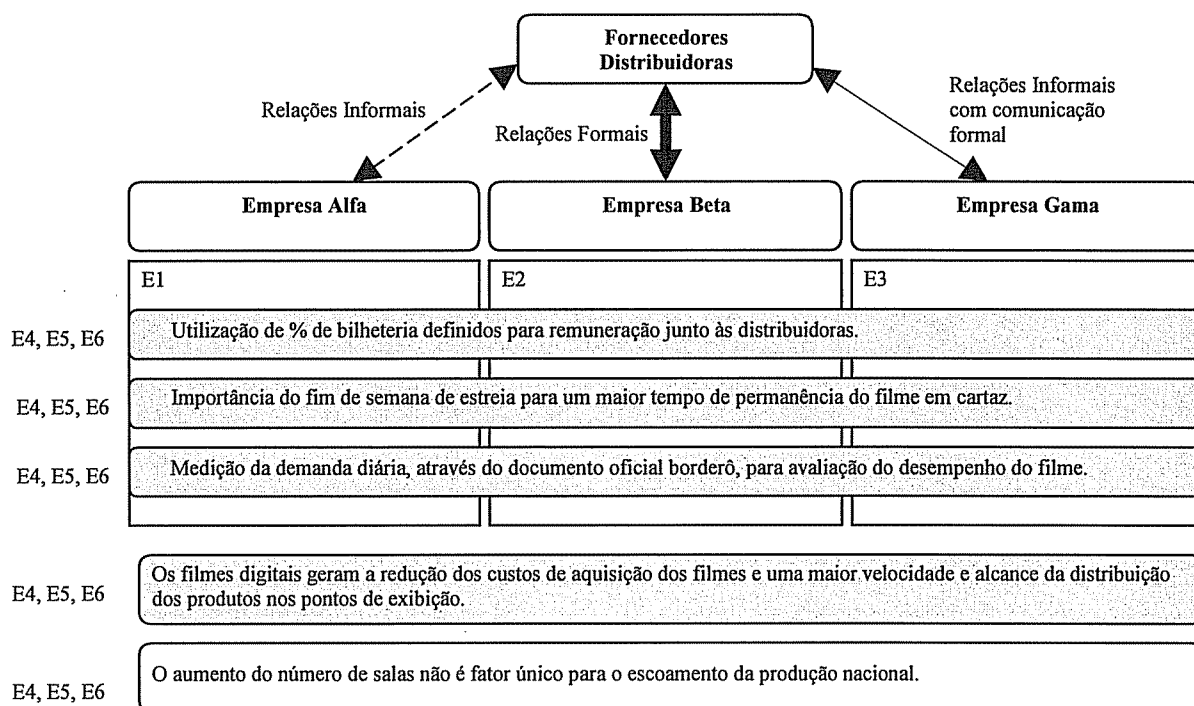 Fornecedores
Distribuidoras
Relações Informais
Relações Formais
Relações Informais
com comunicação
formal
Empresa Alfa
Empresa Beta
Empresa Gama
E1
E2
E3
E4, E5, E6
Utilização de % de bilheteria definidos para remuneração junto às distribuidoras.
E4, E5, E6
Importância do fim de semana de estreia para um maior tempo de permanência do filme em cartaz.
E4, E5, E6
Medição da demanda diária, através do documento oficial borderô, para avaliação do desempenho do filme.
E4, E5, E6
Os filmes digitais geram a redução dos custos de aquisição dos filmes e uma maior velocidade e alcance da distribuição
dos produtos nos pontos de exibição.
E4, E5, E6
O aumento do número de salas não é fator único para o escoamento da produção nacional.